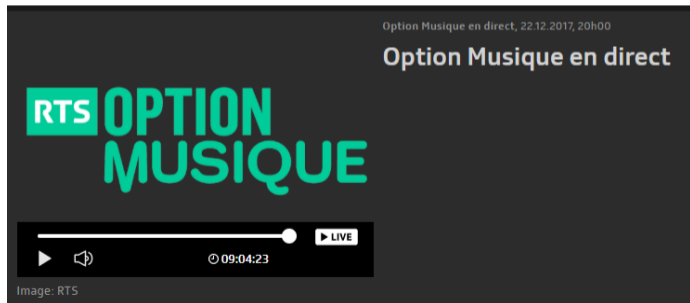 Option Musique en direct, 22.12.2017, 20h00
Option Musique en direct
RTS OPTION
MUSIQUE
LIVE
09:04:23
Image: RTS